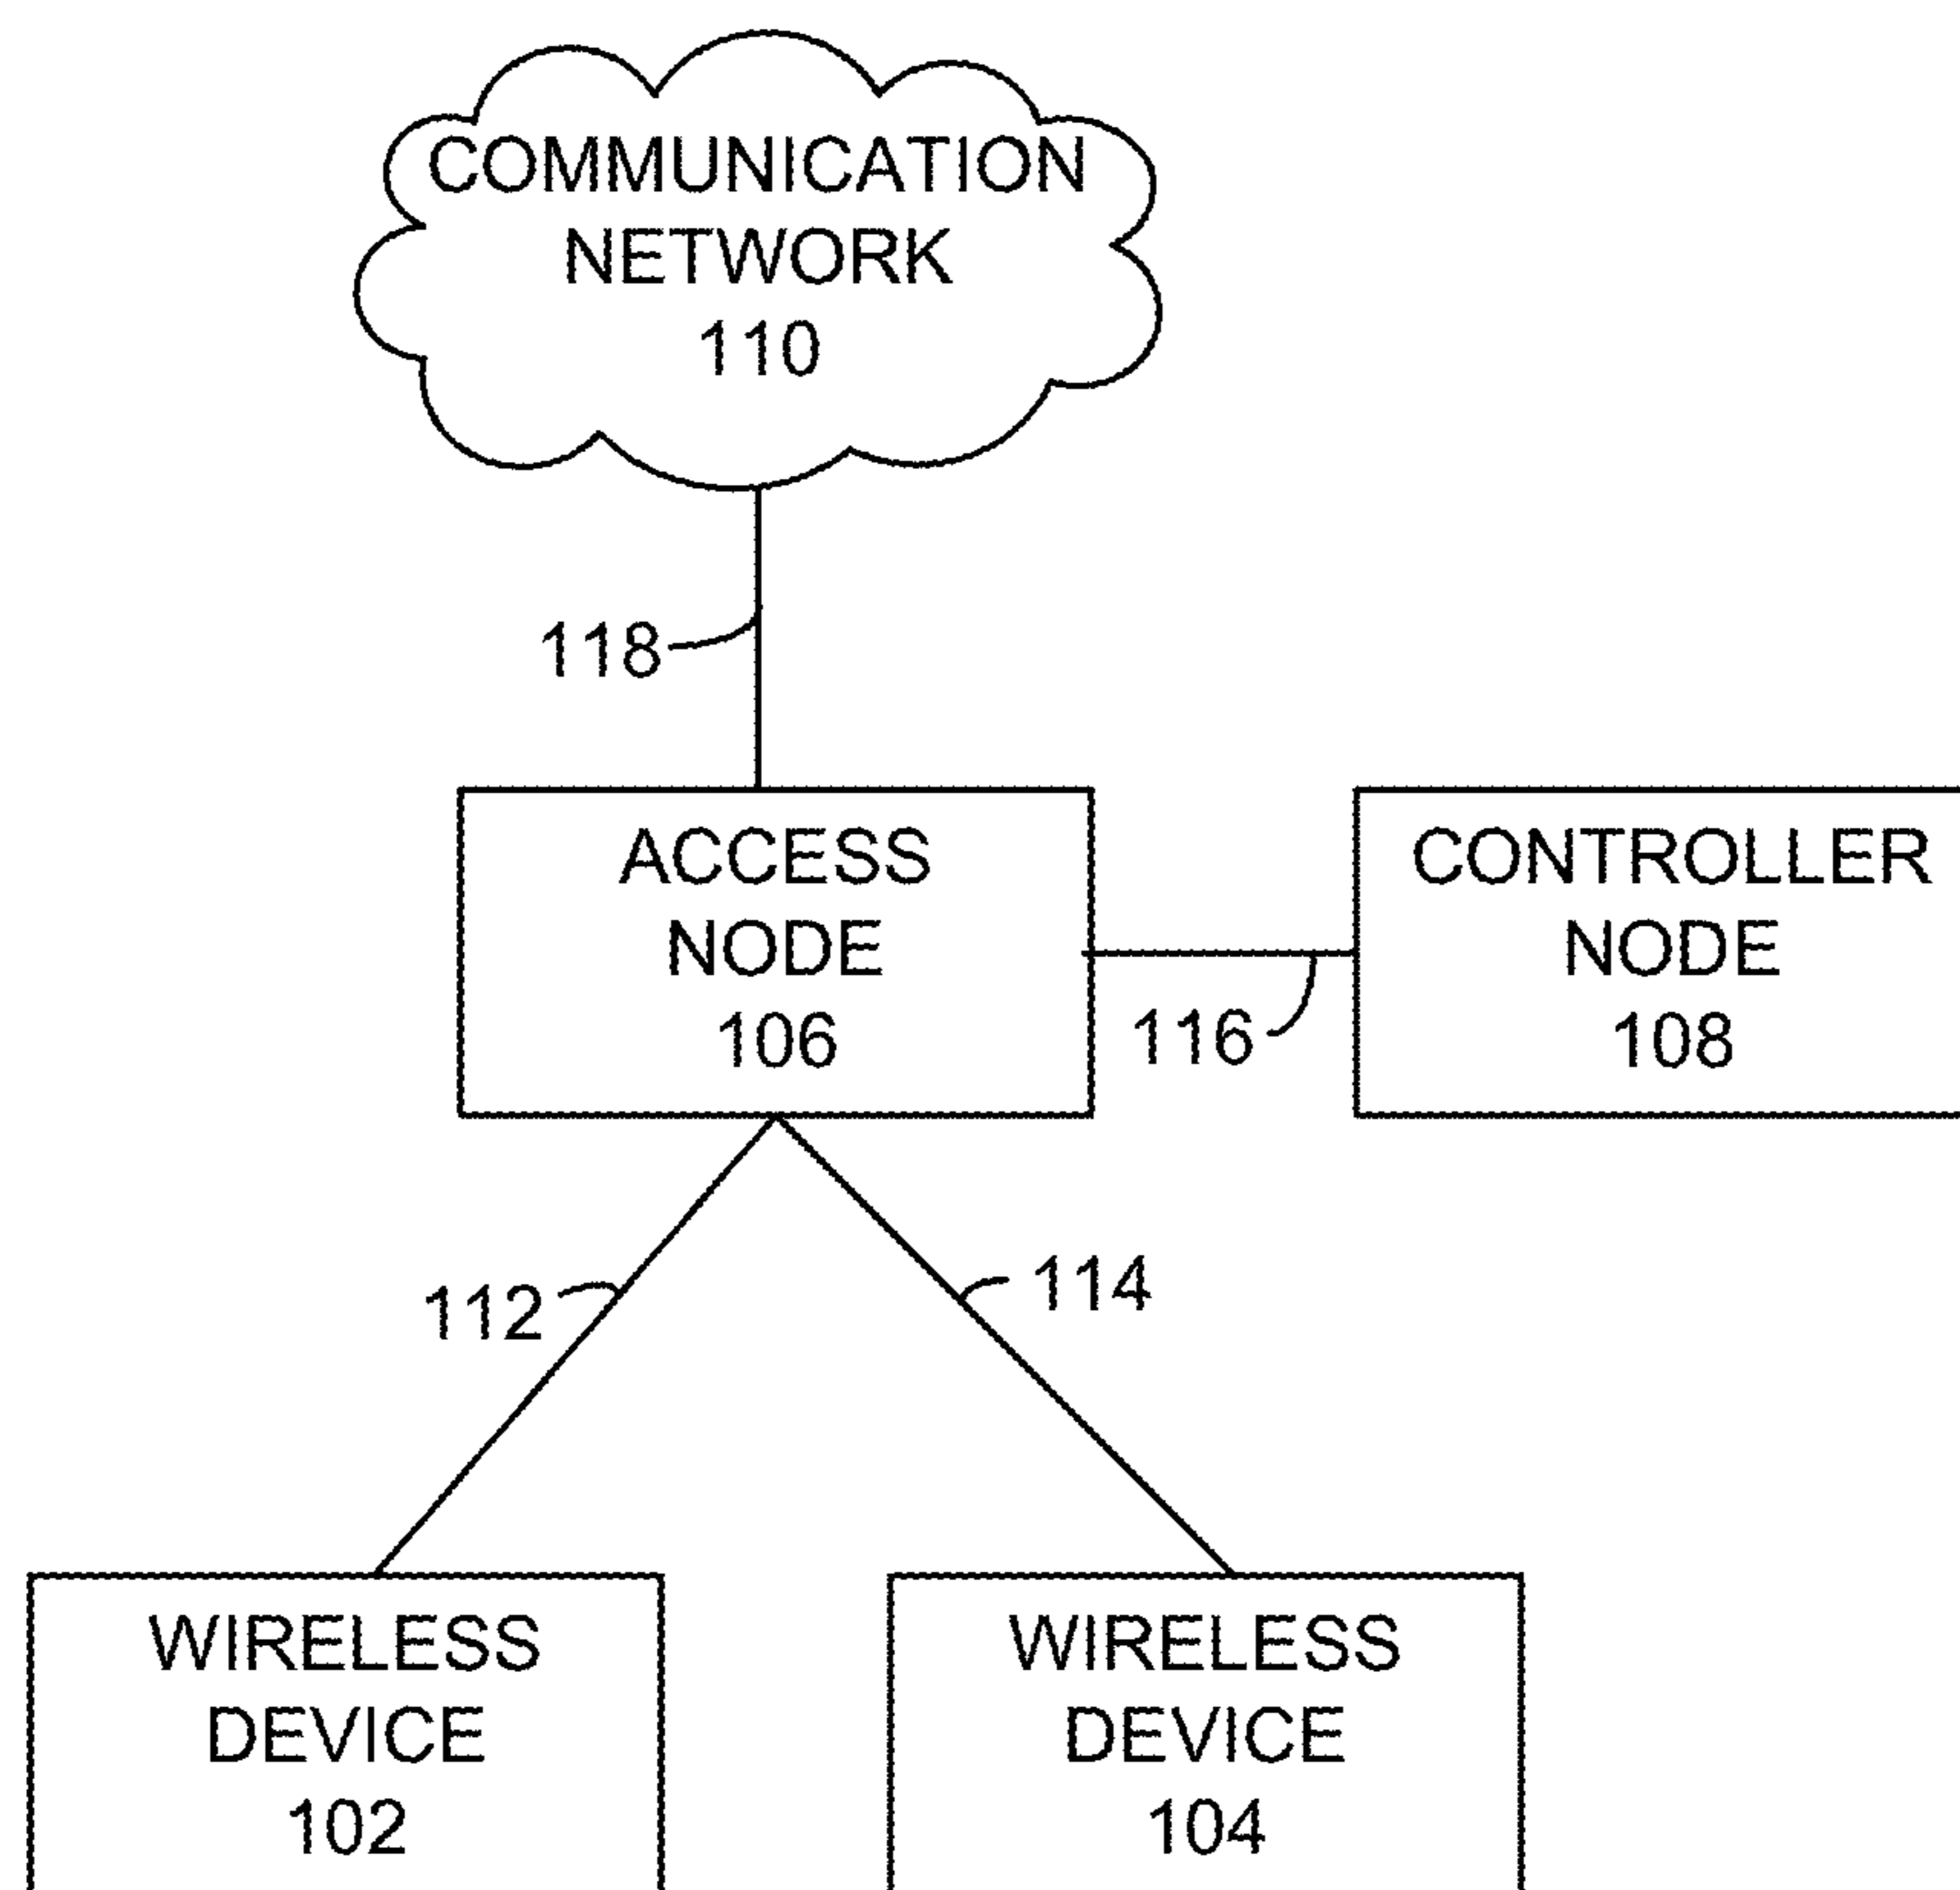 COMMUNICATION
NETWORK
110
118
ACCESS
NODE
106
CONTROLLER
NODE
108
116
112
114
WIRELESS
DEVICE
102
WIRELESS
DEVICE
104